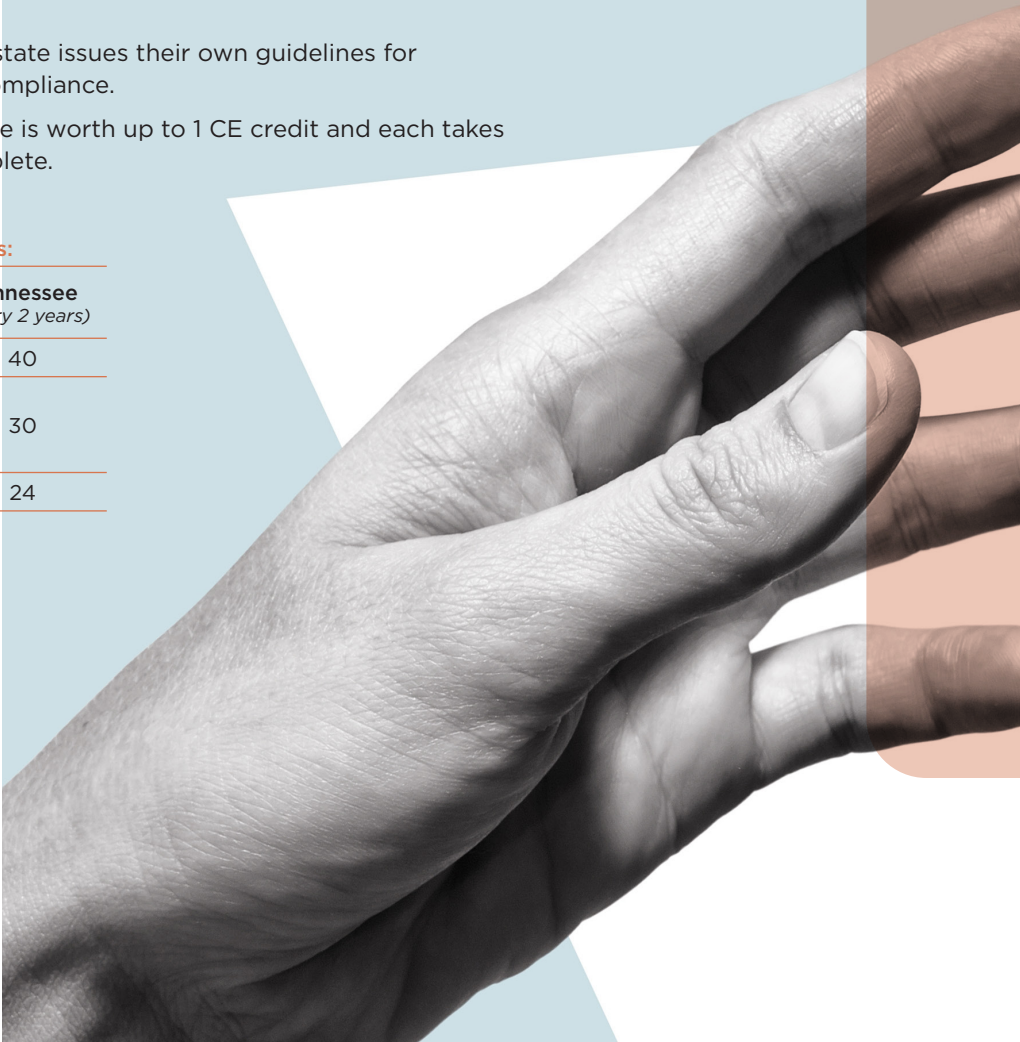 state issues their own guidelines for
mpliance.
e is worth up to 1 CE credit and each takes
lete.
s:
nnessee
ry 2 years)
40
30
24